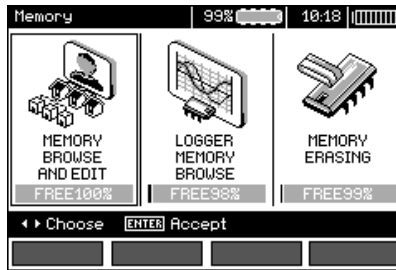 Memory 99% 10:18
MEMORY
BROWSE
AND EDIT
FREE100%
LOGGER
MEMORY
BROWSE
FREE98%
MEMORY
ERASING
FREE99%
Choose ENTER Accept